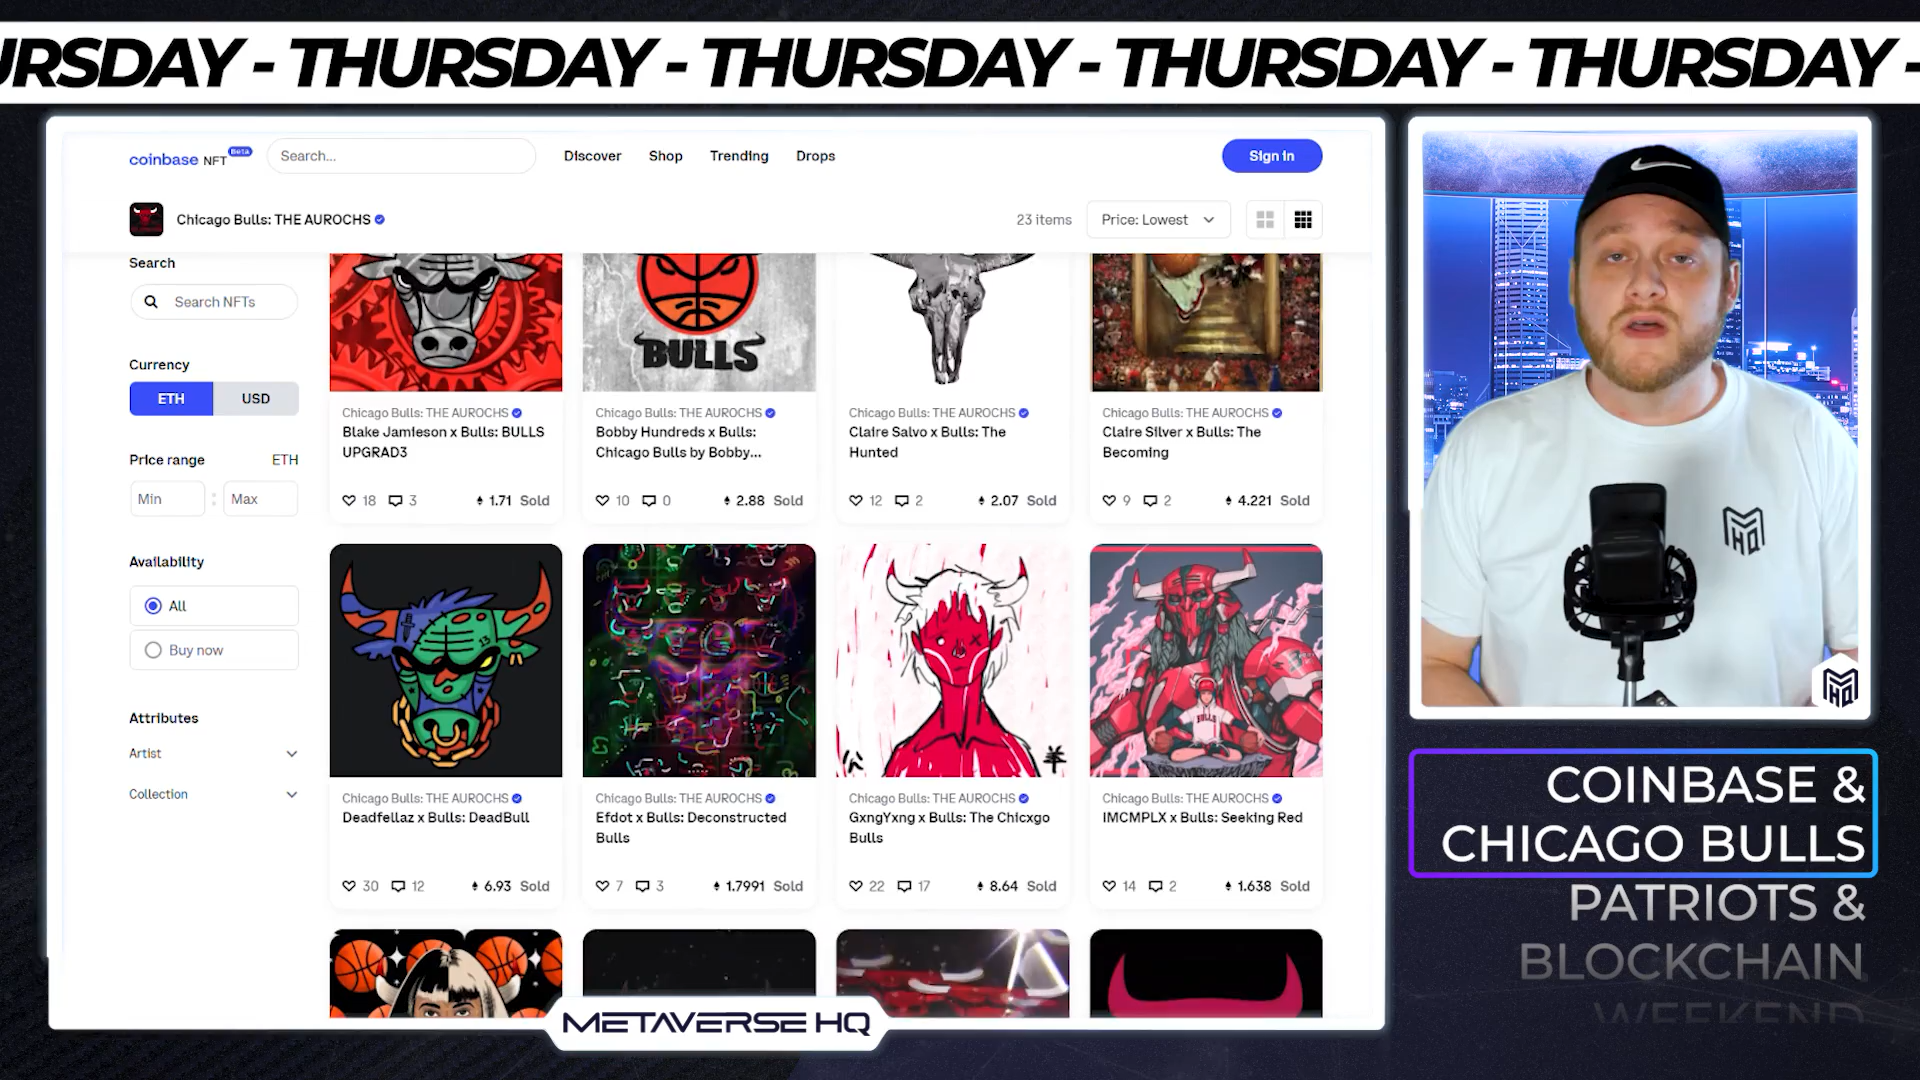 URSDAY - THURSDAY - THURSDAY - THURSDAY - THURSDAY -
coinbase NFT Beta
Search...
Discover
Shop
Trending
Drops
Sign in
Chicago Bulls: THE AUROCHS
23 items
Price: Lowest
Search
Search NFTs
Currency
ETH
USD
Price range
ETH
Min
:
Max
Availability
All
Buy now
Attributes
Artist
Collection
BULLS
Chicago Bulls: THE AUROCHS
Blake Jamieson x Bulls: BULLS
UPGRAD3
18 3 1.71 Sold
Chicago Bulls: THE AUROCHS
Bobby Hundreds x Bulls:
Chicago Bulls by Bobby...
10 0 2.88 Sold
Chicago Bulls: THE AUROCHS
Claire Salvo x Bulls: The
Hunted
12 2 2.07 Sold
Chicago Bulls: THE AUROCHS
Claire Silver x Bulls: The
Becoming
9 2 4.221 Sold
13
BULLS
Chicago Bulls: THE AUROCHS
Deadfellaz x Bulls: DeadBull
30 12 6.93 Sold
Chicago Bulls: THE AUROCHS
Efdot x Bulls: Deconstructed
Bulls
7 3 1.7991 Sold
Chicago Bulls: THE AUROCHS
GxngYxng x Bulls: The Chicxgo
Bulls
22 17 8.64 Sold
Chicago Bulls: THE AUROCHS
IMCMPLX x Bulls: Seeking Red
14 2 1.638 Sold
METAVERSE HQ
MHQ
MHQ
COINBASE &
CHICAGO BULLS
PATRIOTS &
BLOCKCHAIN
WEEKEND